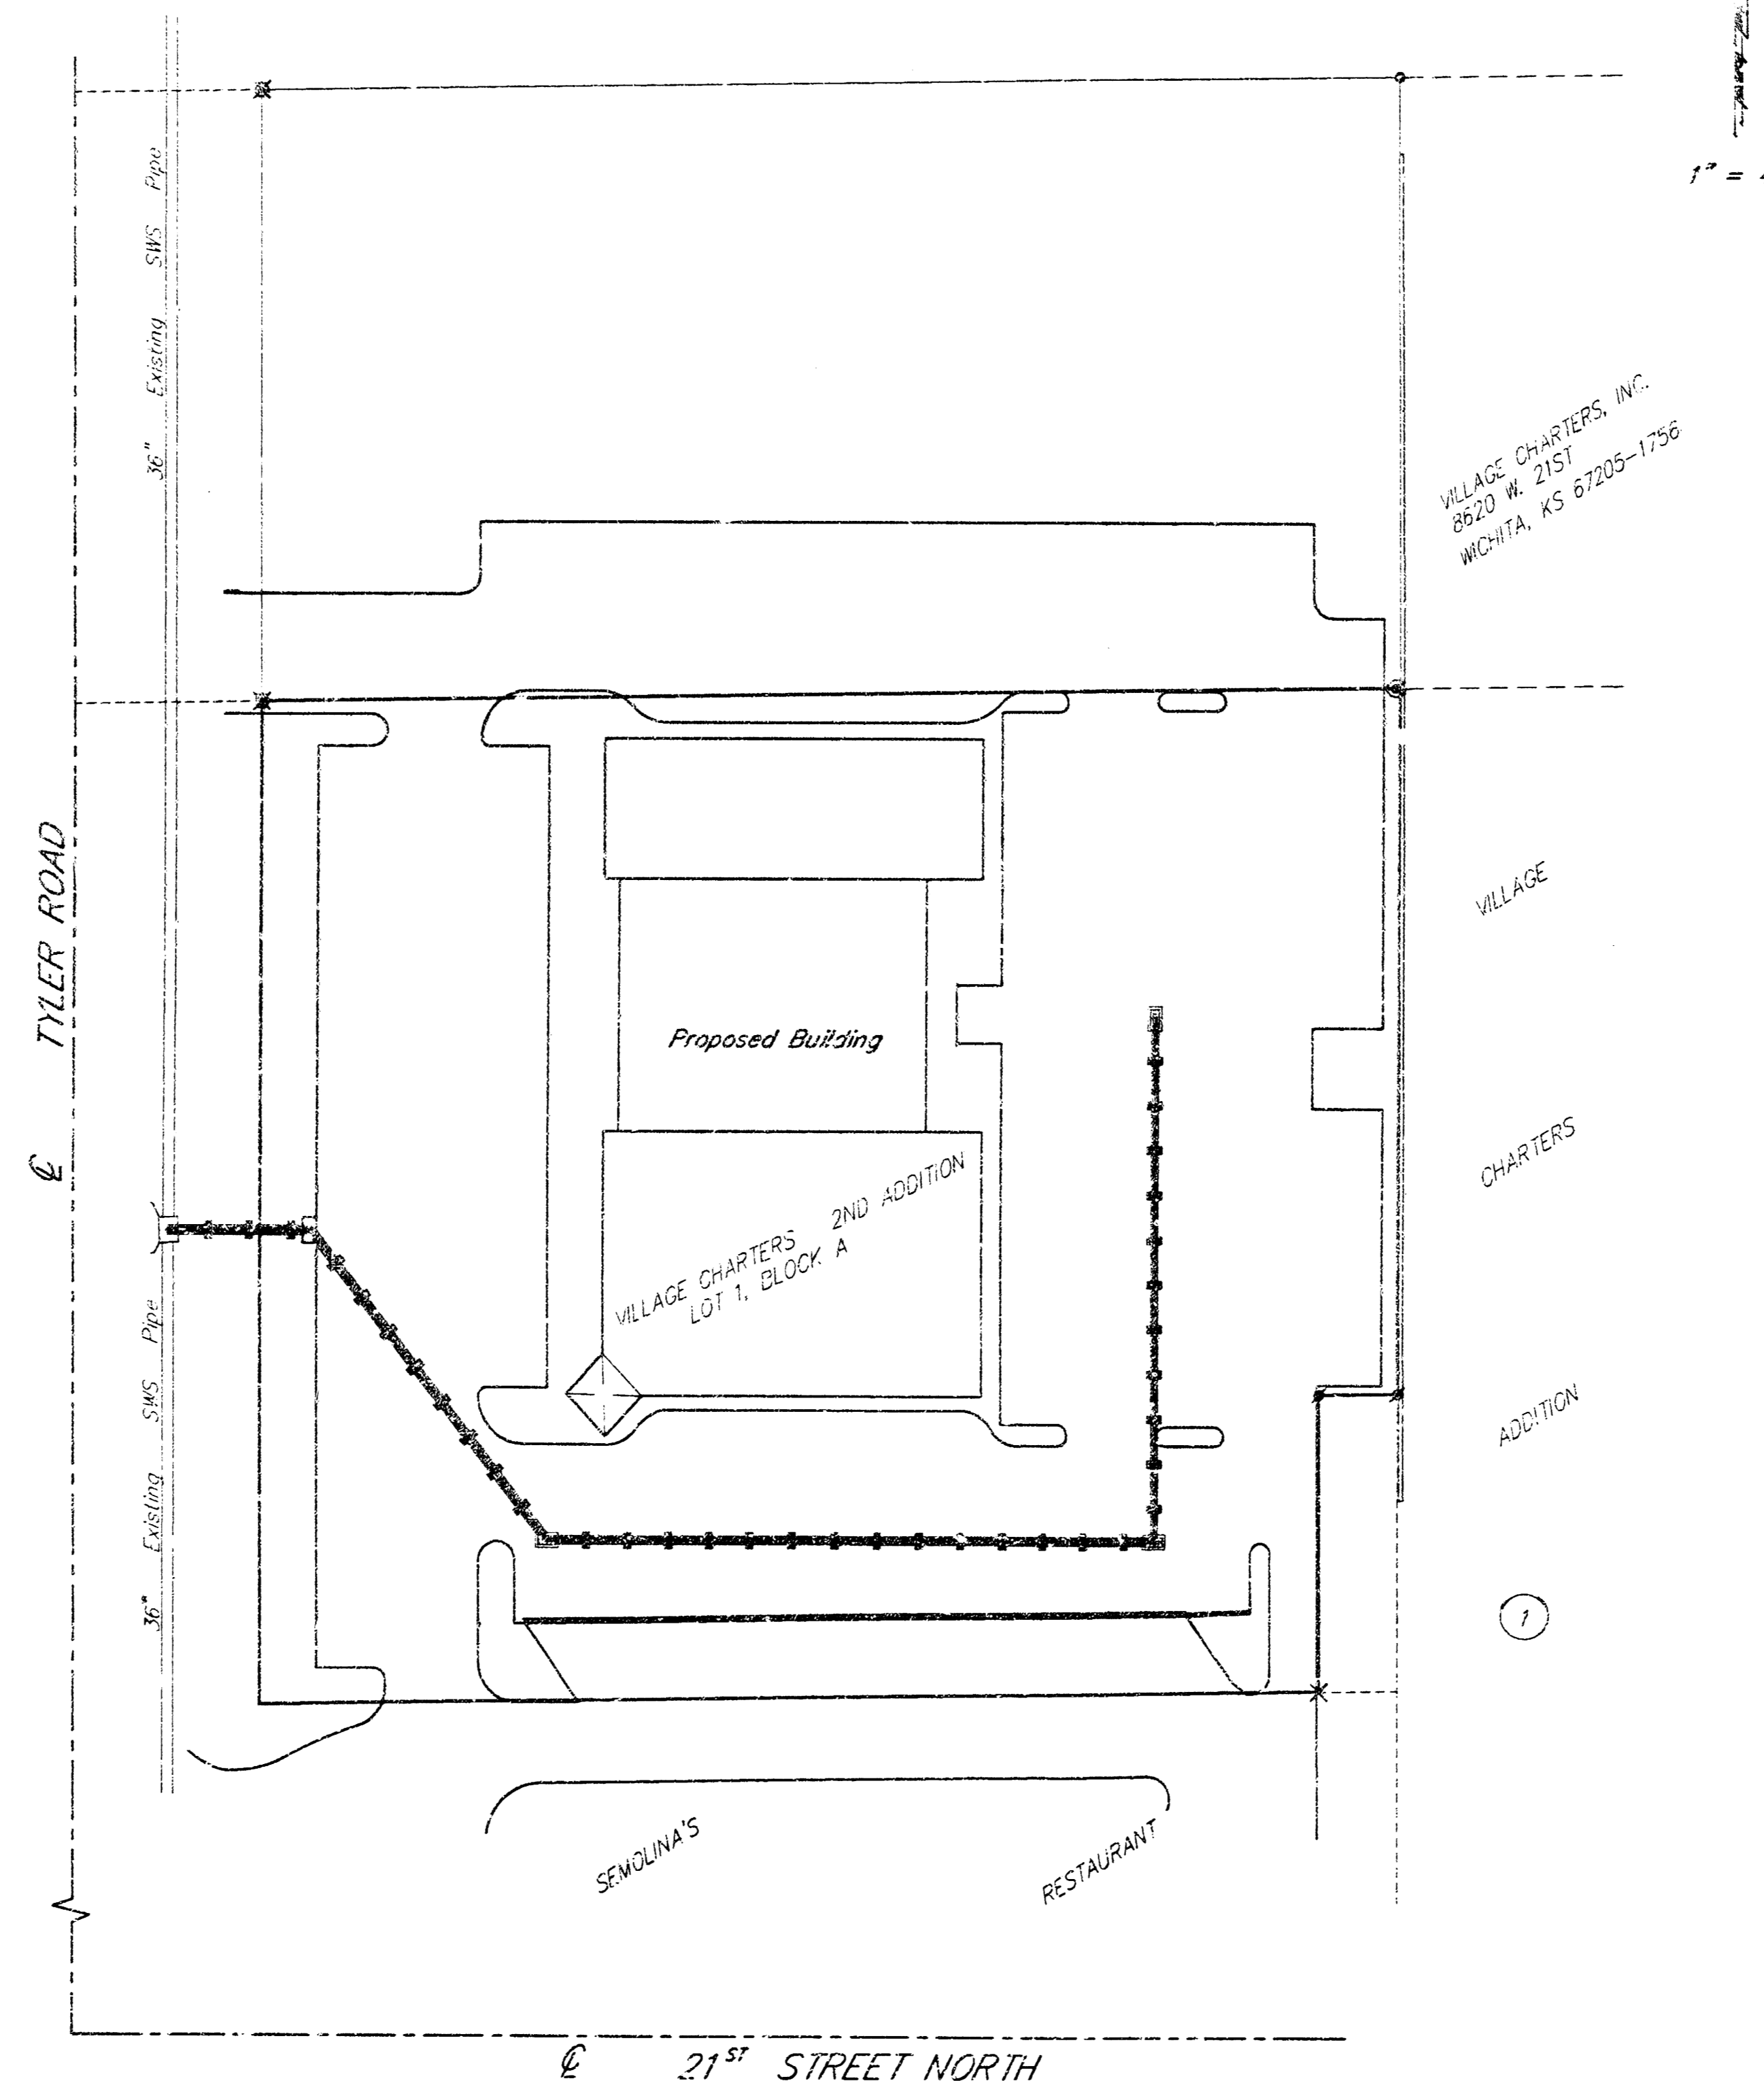 1" =
36" Existing SWS Pipe
VILLAGE CHARTERS, INC.
8620 W. 21ST
WICHITA, KS 67205-1756
TYLER ROAD
℄
VILLAGE
CHARTERS
ADDITION
Proposed Building
VILLAGE CHARTERS 2ND ADDITION
LOT 1, BLOCK A
36" Existing SWS Pipe
1
SEMOLINA'S RESTAURANT
℄ 21ST STREET NORTH